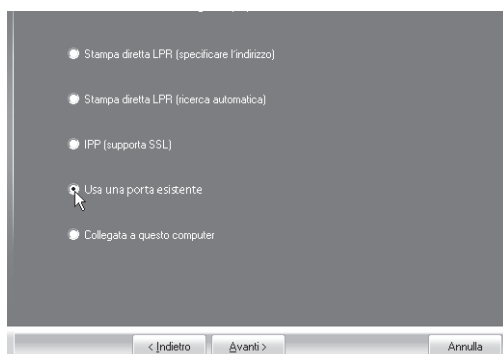 Stampa diretta LPR (specificare l'indirizzo)
Stampa diretta LPR (ricerca automatica)
IPP (supporta SSL)
Usa una porta esistente
Collegata a questo computer
< Indietro
Avanti >
Annulla